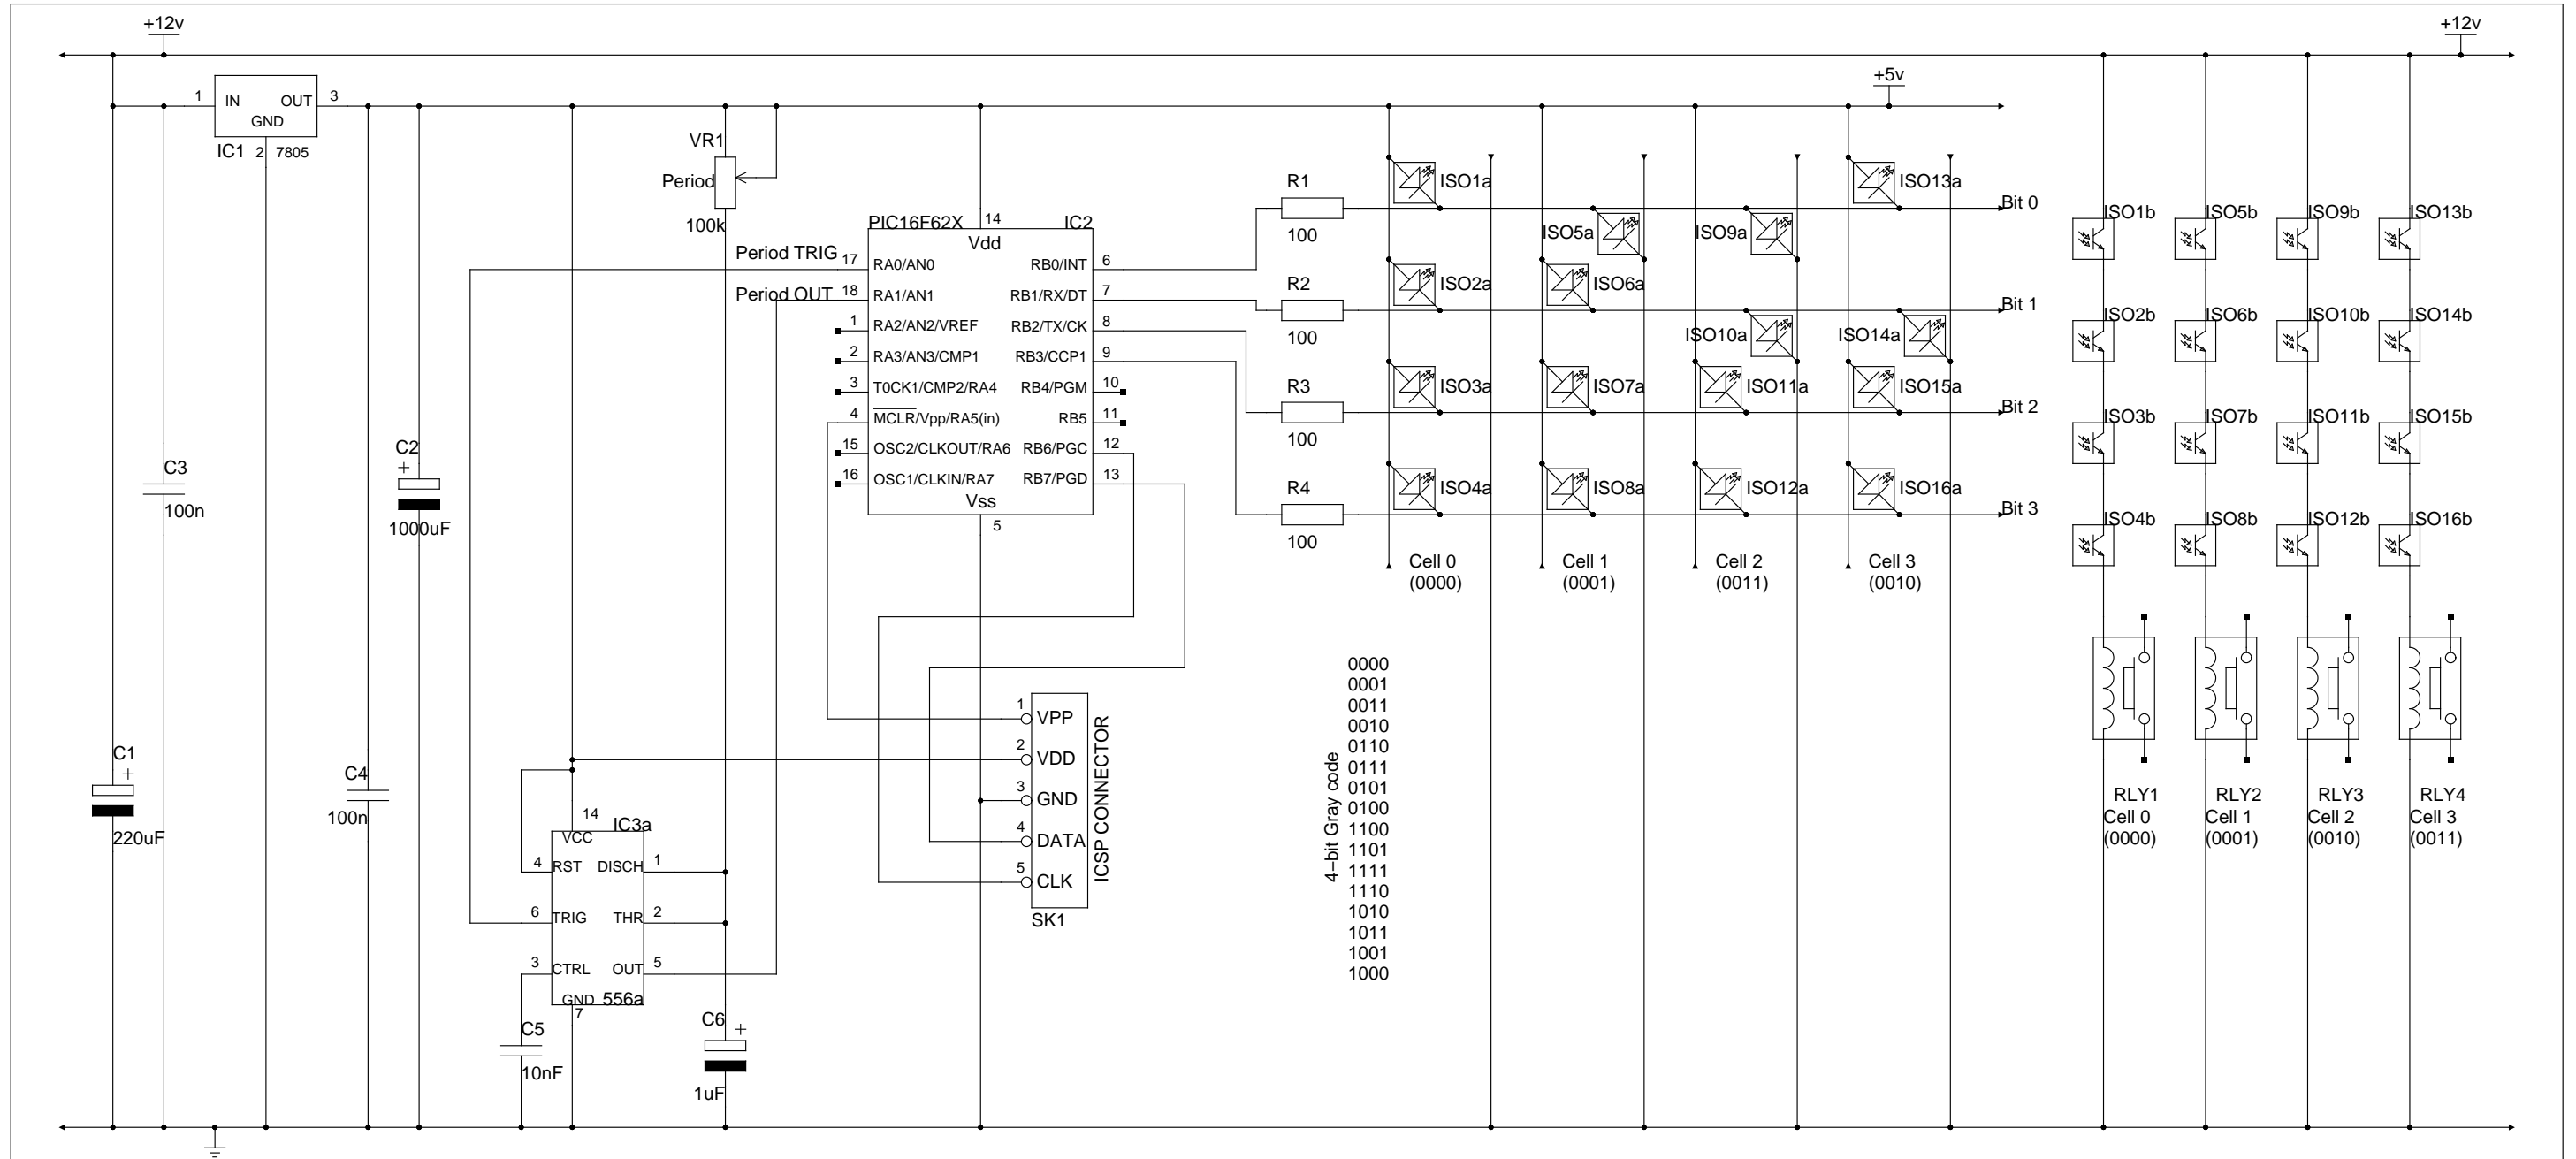 +12v
+12v
+5v
1
IN
OUT
3
GND
IC1
2
7805
VR1
Period
100k
C3
100n
C2
+
1000uF
C1
+
220uF
C4
100n
Period TRIG
Period OUT
PIC16F62X
IC2
14
Vdd
17
RA0/AN0
18
RA1/AN1
1
RA2/AN2/VREF
2
RA3/AN3/CMP1
3
T0CK1/CMP2/RA4
4
MCLR/Vpp/RA5(in)
15
OSC2/CLKOUT/RA6
16
OSC1/CLKIN/RA7
RB0/INT
6
RB1/RX/DT
7
RB2/TX/CK
8
RB3/CCP1
9
RB4/PGM
10
RB5
11
RB6/PGC
12
RB7/PGD
13
Vss
5
R1
100
R2
100
R3
100
R4
100
ISO1a
ISO13a
Bit 0
ISO5a
ISO9a
ISO2a
ISO6a
Bit 1
ISO10a
ISO14a
ISO3a
ISO7a
ISO11a
ISO15a
Bit 2
ISO4a
ISO8a
ISO12a
ISO16a
Bit 3
Cell 0
(0000)
Cell 1
(0001)
Cell 2
(0011)
Cell 3
(0010)
ISO1b
ISO5b
ISO9b
ISO13b
ISO2b
ISO6b
ISO10b
ISO14b
ISO3b
ISO7b
ISO11b
ISO15b
ISO4b
ISO8b
ISO12b
ISO16b
RLY1
Cell 0
(0000)
RLY2
Cell 1
(0001)
RLY3
Cell 2
(0010)
RLY4
Cell 3
(0011)
1
VPP
2
VDD
3
GND
4
DATA
5
CLK
ICSP CONNECTOR
SK1
4-bit Gray code
0000
0001
0011
0010
0110
0111
0101
0100
1100
1101
1111
1110
1010
1011
1001
1000
14
IC3a
VCC
4
RST
DISCH
1
6
TRIG
THR
2
3
CTRL
OUT
5
GND
556a
7
C5
10nF
C6
+
1uF